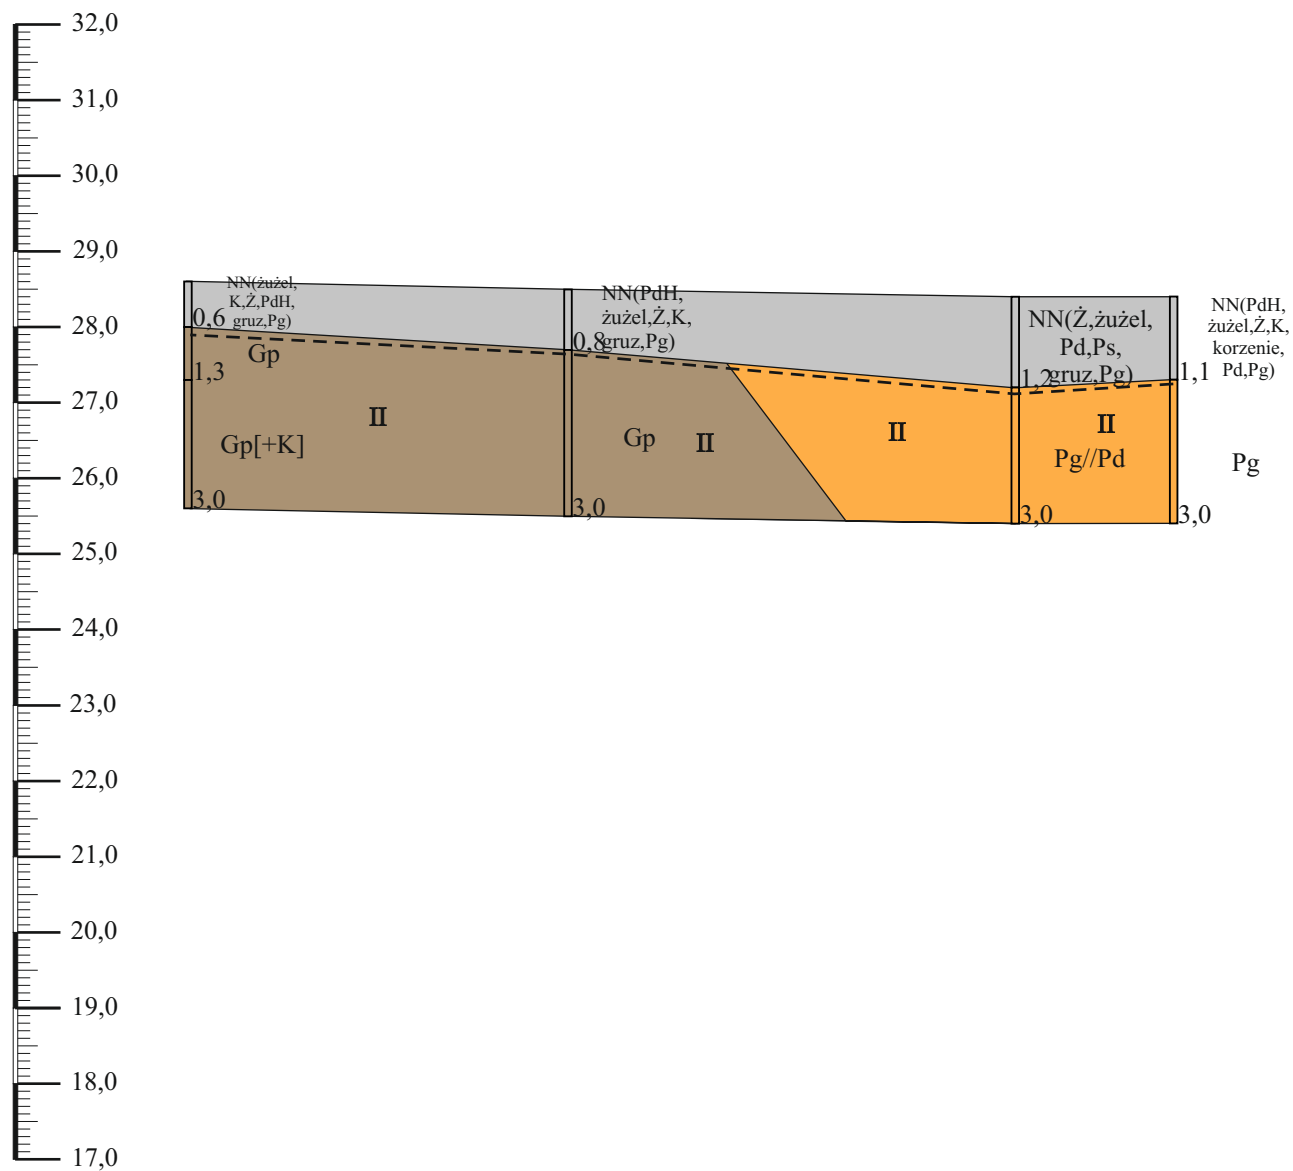 32,0
31,0
30,0
29,0
28,0
27,0
26,0
25,0
24,0
23,0
22,0
21,0
20,0
19,0
18,0
17,0
NN(żużel,
K,Ż,PdH,
gruz,Pg)
0,6
Gp
1,3
Gp[+K]
II
3,0
NN(PdH,
żużel,Ż,K,
gruz,Pg)
0,8
Gp
II
3,0
II
NN(Ż,żużel,
Pd,Ps,
gruz,Pg)
1,2
II
Pg//Pd
3,0
NN(PdH,
żużel,Ż,K,
korzenie,
Pd,Pg)
1,1
Pg
3,0